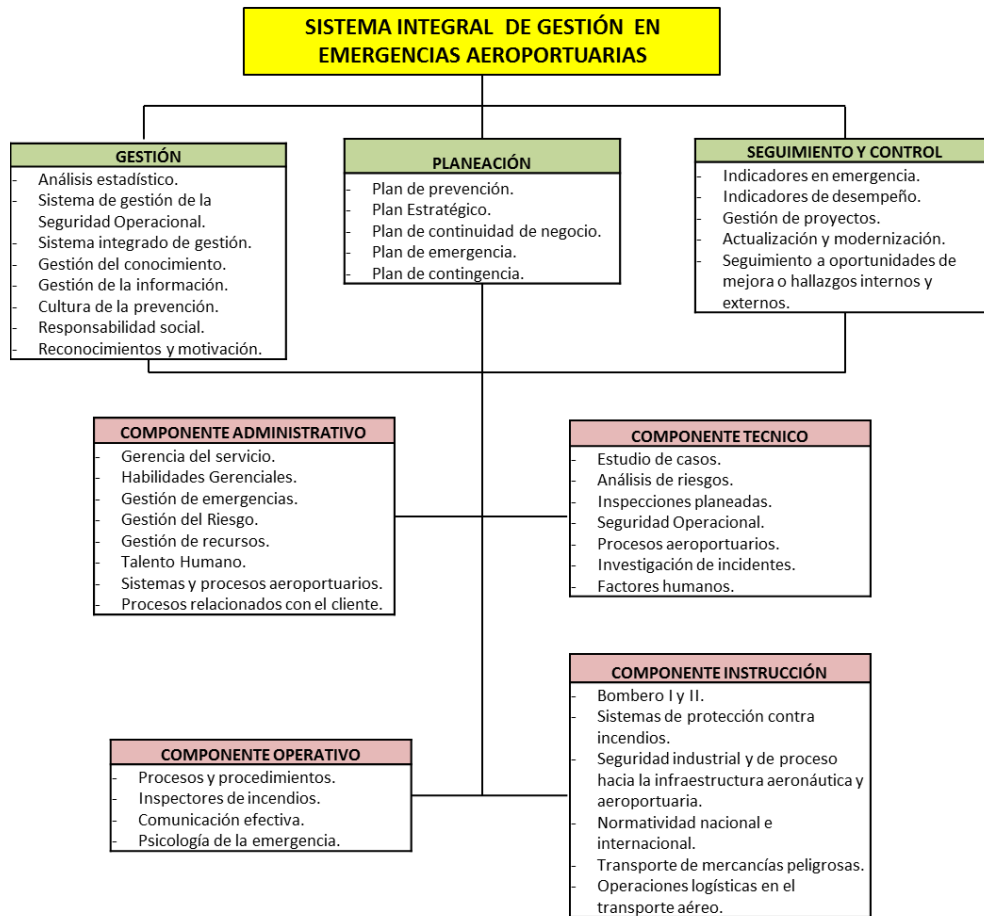 SISTEMA INTEGRAL DE GESTIÓN EN
EMERGENCIAS AEROPORTUARIAS
GESTIÓN
- Análisis estadístico.
- Sistema de gestión de la
Seguridad Operacional.
- Sistema integrado de gestión.
- Gestión del conocimiento.
- Gestión de la información.
- Cultura de la prevención.
- Responsabilidad social.
- Reconocimientos y motivación.
PLANEACIÓN
- Plan de prevención.
- Plan Estratégico.
- Plan de continuidad de negocio.
- Plan de emergencia.
- Plan de contingencia.
SEGUIMIENTO Y CONTROL
- Indicadores en emergencia.
- Indicadores de desempeño.
- Gestión de proyectos.
- Actualización y modernización.
- Seguimiento a oportunidades de
mejora o hallazgos internos y
externos.
COMPONENTE ADMINISTRATIVO
- Gerencia del servicio.
- Habilidades Gerenciales.
- Gestión de emergencias.
- Gestión del Riesgo.
- Gestión de recursos.
- Talento Humano.
- Sistemas y procesos aeroportuarios.
- Procesos relacionados con el cliente.
COMPONENTE TECNICO
- Estudio de casos.
- Análisis de riesgos.
- Inspecciones planeadas.
- Seguridad Operacional.
- Procesos aeroportuarios.
- Investigación de incidentes.
- Factores humanos.
COMPONENTE OPERATIVO
- Procesos y procedimientos.
- Inspectores de incendios.
- Comunicación efectiva.
- Psicología de la emergencia.
COMPONENTE INSTRUCCIÓN
- Bombero I y II.
- Sistemas de protección contra
incendios.
- Seguridad industrial y de proceso
hacia la infraestructura aeronáutica y
aeroportuaria.
- Normatividad nacional e
internacional.
- Transporte de mercancías peligrosas.
- Operaciones logísticas en el
transporte aéreo.